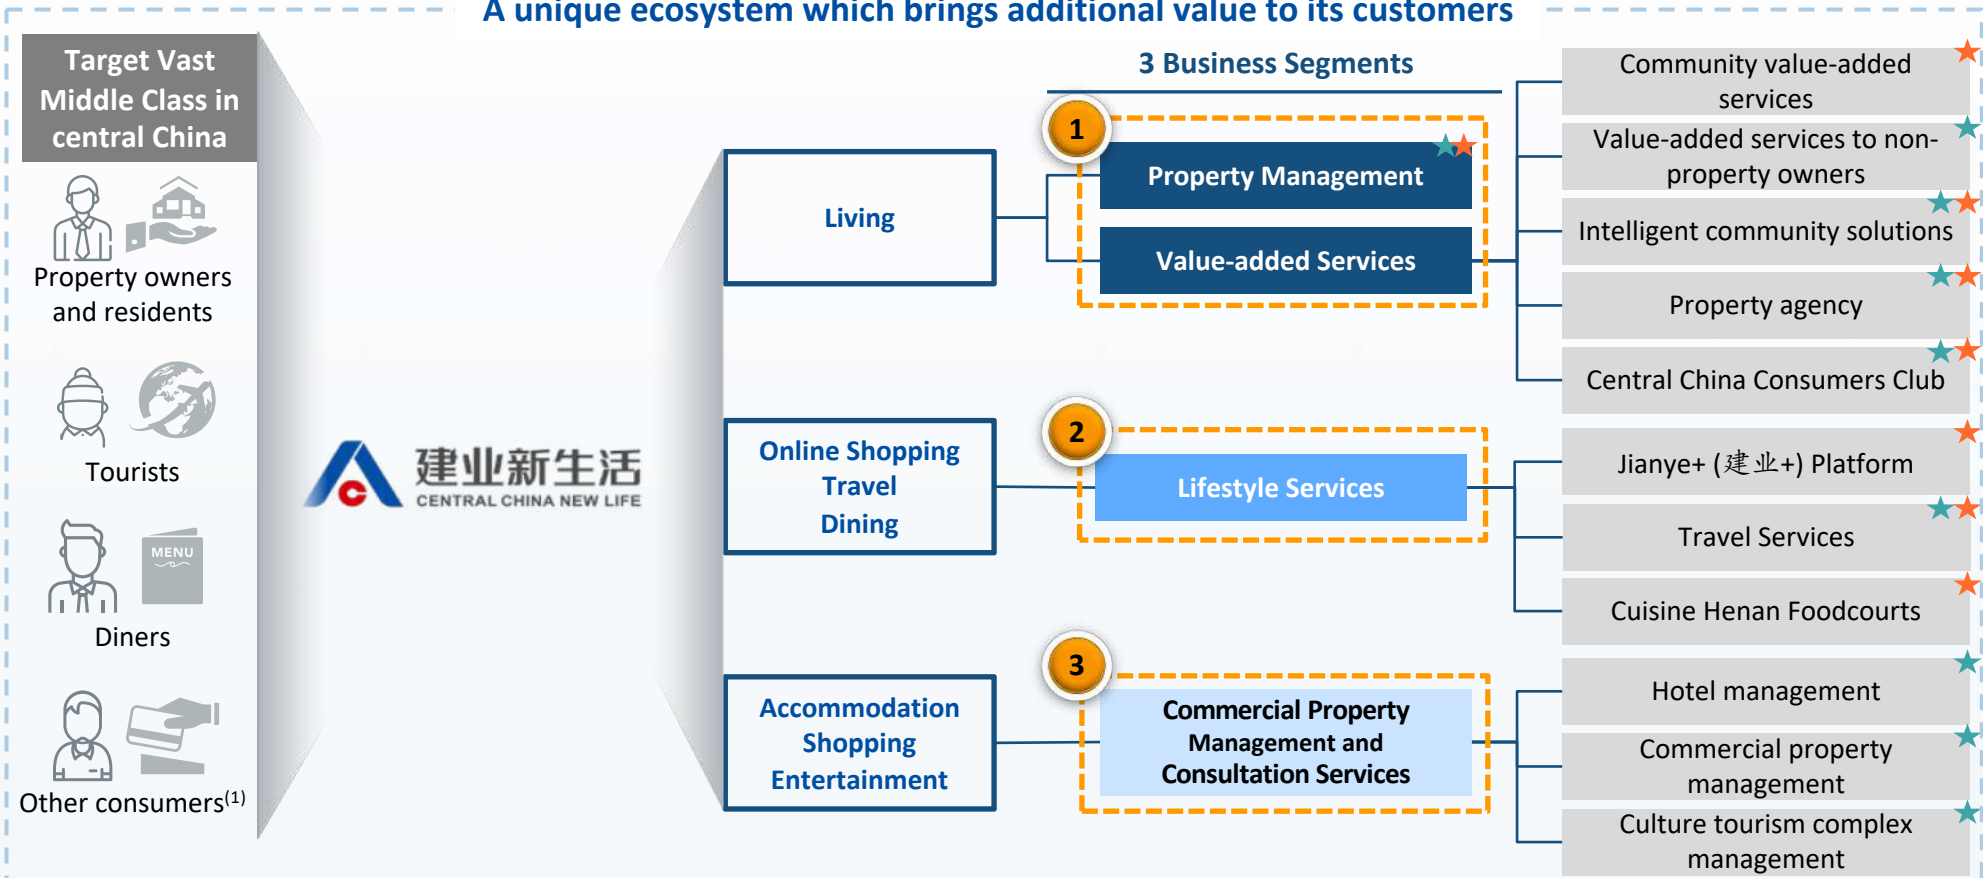 A unique ecosystem which brings additional value to its customers
Target Vast
Middle Class in
central China
Property owners
and residents
Tourists
MENU
Diners
Other consumers(1)
建业新生活
CENTRAL CHINA NEW LIFE
Living
Online Shopping
Travel
Dining
Accommodation
Shopping
Entertainment
3 Business Segments
1
Property Management
Value-added Services
2
Lifestyle Services
3
Commercial Property
Management and
Consultation Services
Community value-added
services
Value-added services to non-
property owners
Intelligent community solutions
Property agency
Central China Consumers Club
Jianye+ (建业+) Platform
Travel Services
Cuisine Henan Foodcourts
Hotel management
Commercial property
management
Culture tourism complex
management